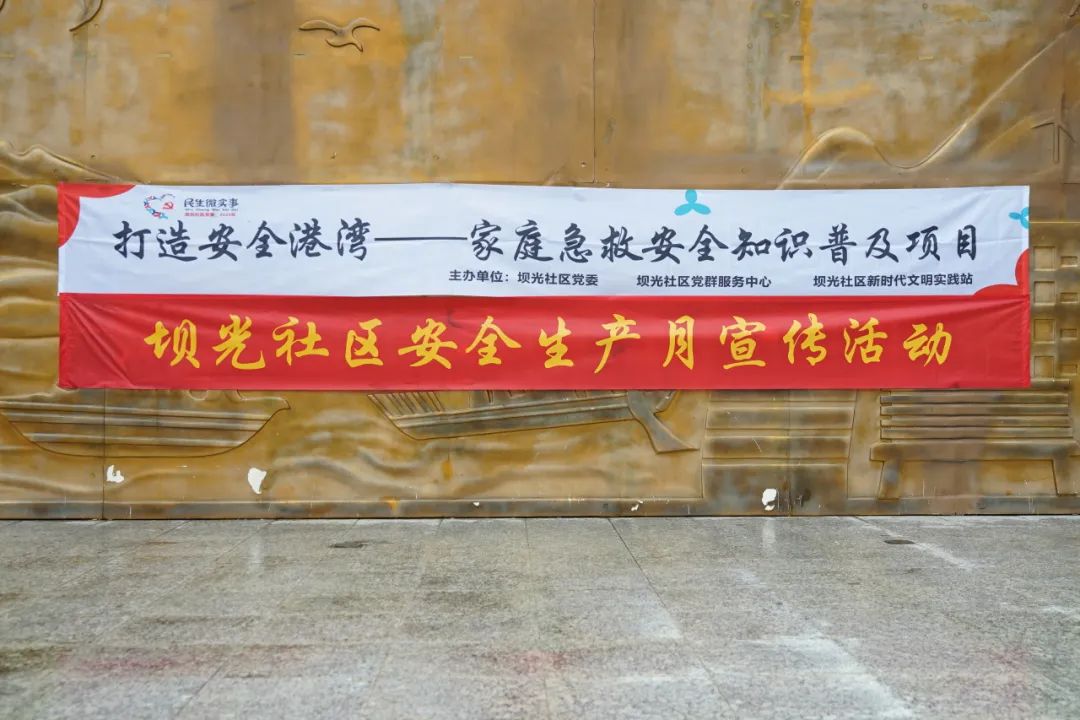 民生微实事
打造安全港湾——家庭急救安全知识普及项目
主办单位：坝光社区党委 坝光社区党群服务中心 坝光社区新时代文明实践站
坝光社区安全生产月宣传活动